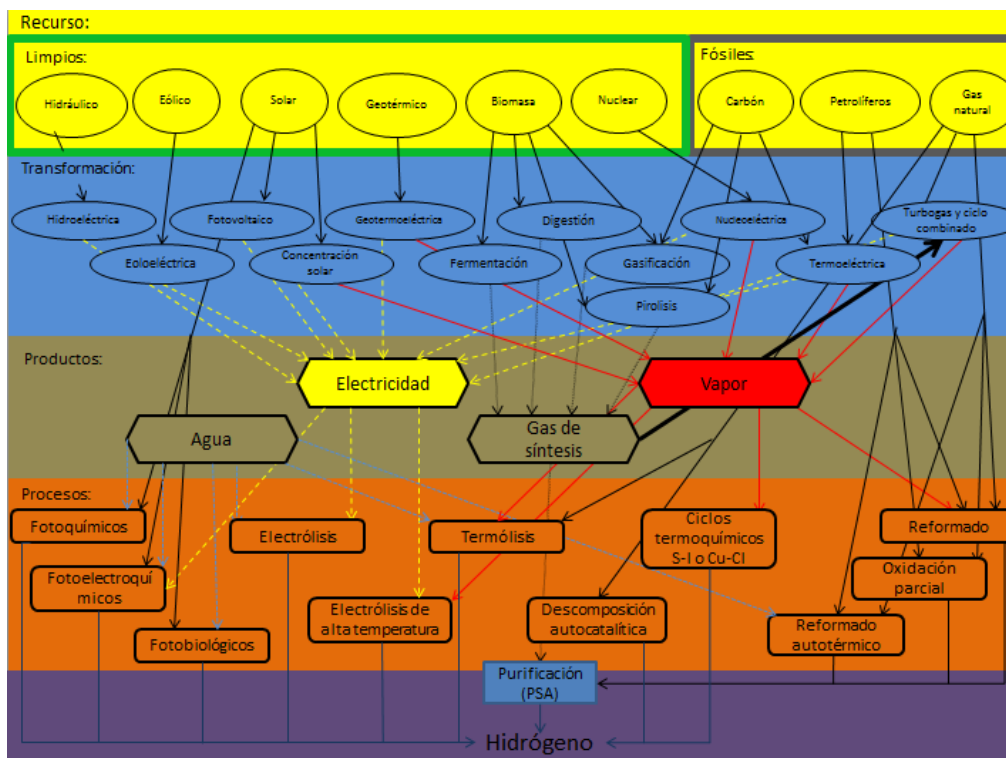 Recurso:
Limpios:
Fósiles:
Hidráulico
Eólico
Solar
Geotérmico
Biomasa
Nuclear
Carbón
Petrolíferos
Gas
natural
Transformación:
Hidroeléctrica
Fotovoltaico
Geotermoeléctrica
Digestión
Nucleoeléctrica
Turbogas y ciclo
combinado
Eoloeléctrica
Concentración
solar
Fermentación
Gasificación
Termoeléctrica
Pirolisis
Productos:
Electricidad
Vapor
Agua
Gas de
síntesis
Procesos:
Fotoquímicos
Electrólisis
Termólisis
Ciclos
termoquímicos
S-I o Cu-Cl
Reformado
Fotoelectroquí
micos
Oxidación
parcial
Fotobiológicos
Electrólisis de
alta temperatura
Descomposición
autocatalítica
Reformado
autotérmico
Purificación
(PSA)
Hidrógeno